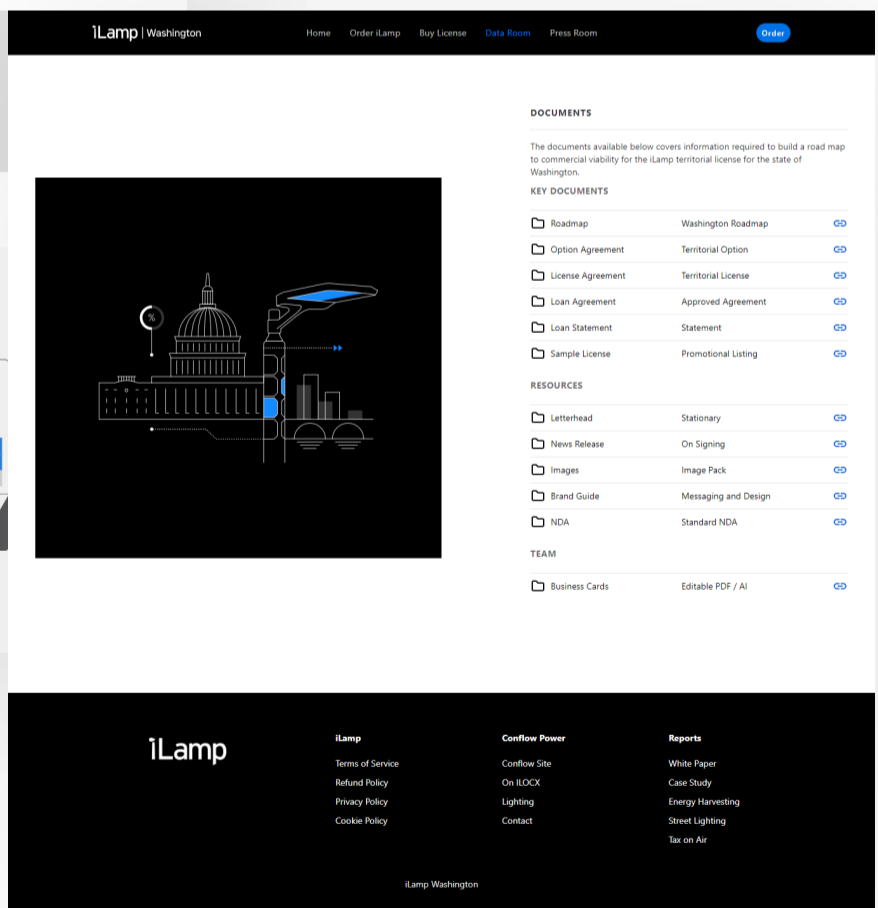 iLamp | Washington
Home Order iLamp Buy License Data Room Press Room
Order
DOCUMENTS
The documents available below covers information required to build a road map
to commercial viability for the iLamp territorial license for the state of
Washington.
KEY DOCUMENTS
Roadmap Washington Roadmap
Option Agreement Territorial Option
License Agreement Territorial License
Loan Agreement Approved Agreement
Loan Statement Statement
Sample License Promotional Listing
RESOURCES
Letterhead Stationary
News Release On Signing
Images Image Pack
Brand Guide Messaging and Design
NDA Standard NDA
TEAM
Business Cards Editable PDF / AI
%
iLamp
iLamp
Terms of Service
Refund Policy
Privacy Policy
Cookie Policy
Conflow Power
Conflow Site
On ILOCX
Lighting
Contact
Reports
White Paper
Case Study
Energy Harvesting
Street Lighting
Tax on Air
iLamp Washington